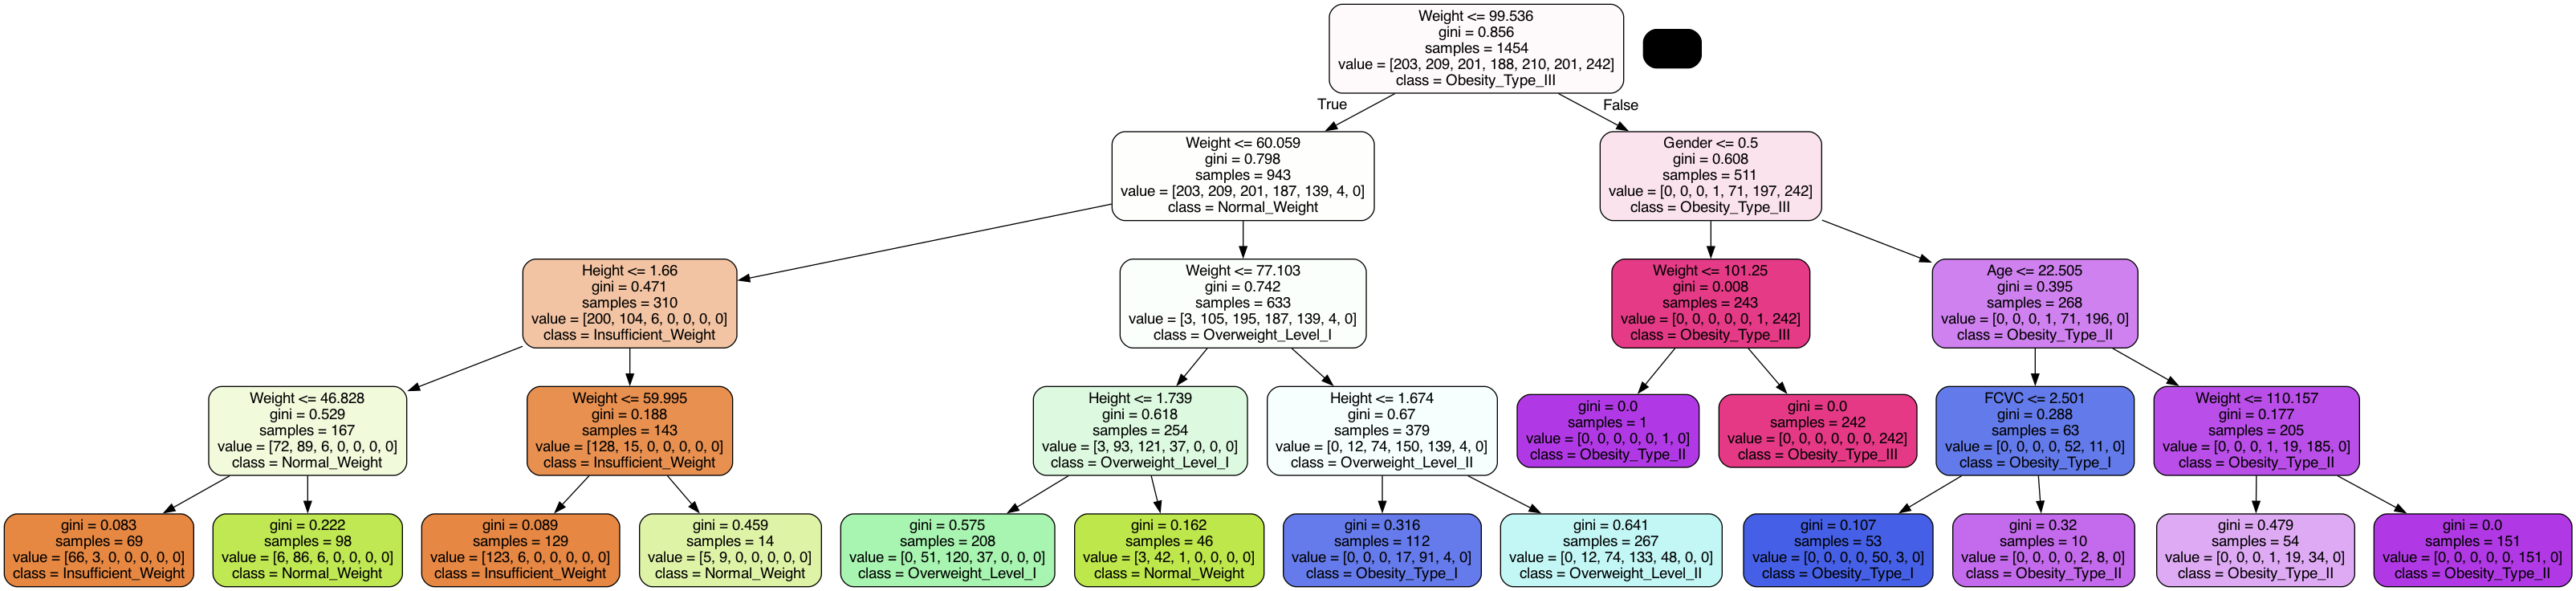 Weight <= 99.536
gini = 0.856
samples = 1454
value = [203, 209, 201, 188, 210, 201, 242]
class = Obesity_Type_III
True
False
Weight <= 60.059
gini = 0.798
samples = 943
value = [203, 209, 201, 187, 139, 4, 0]
class = Normal_Weight
Gender <= 0.5
gini = 0.608
samples = 511
value = [0, 0, 0, 1, 71, 197, 242]
class = Obesity_Type_III
Height <= 1.66
gini = 0.471
samples = 310
value = [200, 104, 6, 0, 0, 0, 0]
class = Insufficient_Weight
Weight <= 77.103
gini = 0.742
samples = 633
value = [3, 105, 195, 187, 139, 4, 0]
class = Overweight_Level_I
Weight <= 101.25
gini = 0.008
samples = 243
value = [0, 0, 0, 0, 0, 1, 242]
class = Obesity_Type_III
Age <= 22.505
gini = 0.395
samples = 268
value = [0, 0, 0, 1, 71, 196, 0]
class = Obesity_Type_II
Weight <= 46.828
gini = 0.529
samples = 167
value = [72, 89, 6, 0, 0, 0, 0]
class = Normal_Weight
Weight <= 59.995
gini = 0.188
samples = 143
value = [128, 15, 0, 0, 0, 0, 0]
class = Insufficient_Weight
Height <= 1.739
gini = 0.618
samples = 254
value = [3, 93, 121, 37, 0, 0, 0]
class = Overweight_Level_I
Height <= 1.674
gini = 0.67
samples = 379
value = [0, 12, 74, 150, 139, 4, 0]
class = Overweight_Level_II
gini = 0.0
samples = 1
value = [0, 0, 0, 0, 0, 1, 0]
class = Obesity_Type_II
gini = 0.0
samples = 242
value = [0, 0, 0, 0, 0, 0, 242]
class = Obesity_Type_III
FCVC <= 2.501
gini = 0.288
samples = 63
value = [0, 0, 0, 0, 52, 11, 0]
class = Obesity_Type_I
Weight <= 110.157
gini = 0.177
samples = 205
value = [0, 0, 0, 1, 19, 185, 0]
class = Obesity_Type_II
gini = 0.083
samples = 69
value = [66, 3, 0, 0, 0, 0, 0]
class = Insufficient_Weight
gini = 0.222
samples = 98
value = [6, 86, 6, 0, 0, 0, 0]
class = Normal_Weight
gini = 0.089
samples = 129
value = [123, 6, 0, 0, 0, 0, 0]
class = Insufficient_Weight
gini = 0.459
samples = 14
value = [5, 9, 0, 0, 0, 0, 0]
class = Normal_Weight
gini = 0.575
samples = 208
value = [0, 51, 120, 37, 0, 0, 0]
class = Overweight_Level_I
gini = 0.162
samples = 46
value = [3, 42, 1, 0, 0, 0, 0]
class = Normal_Weight
gini = 0.316
samples = 112
value = [0, 0, 0, 17, 91, 4, 0]
class = Obesity_Type_I
gini = 0.641
samples = 267
value = [0, 12, 74, 133, 48, 0, 0]
class = Overweight_Level_II
gini = 0.107
samples = 53
value = [0, 0, 0, 0, 50, 3, 0]
class = Obesity_Type_I
gini = 0.32
samples = 10
value = [0, 0, 0, 0, 2, 8, 0]
class = Obesity_Type_II
gini = 0.479
samples = 54
value = [0, 0, 0, 1, 19, 34, 0]
class = Obesity_Type_II
gini = 0.0
samples = 151
value = [0, 0, 0, 0, 0, 151, 0]
class = Obesity_Type_II